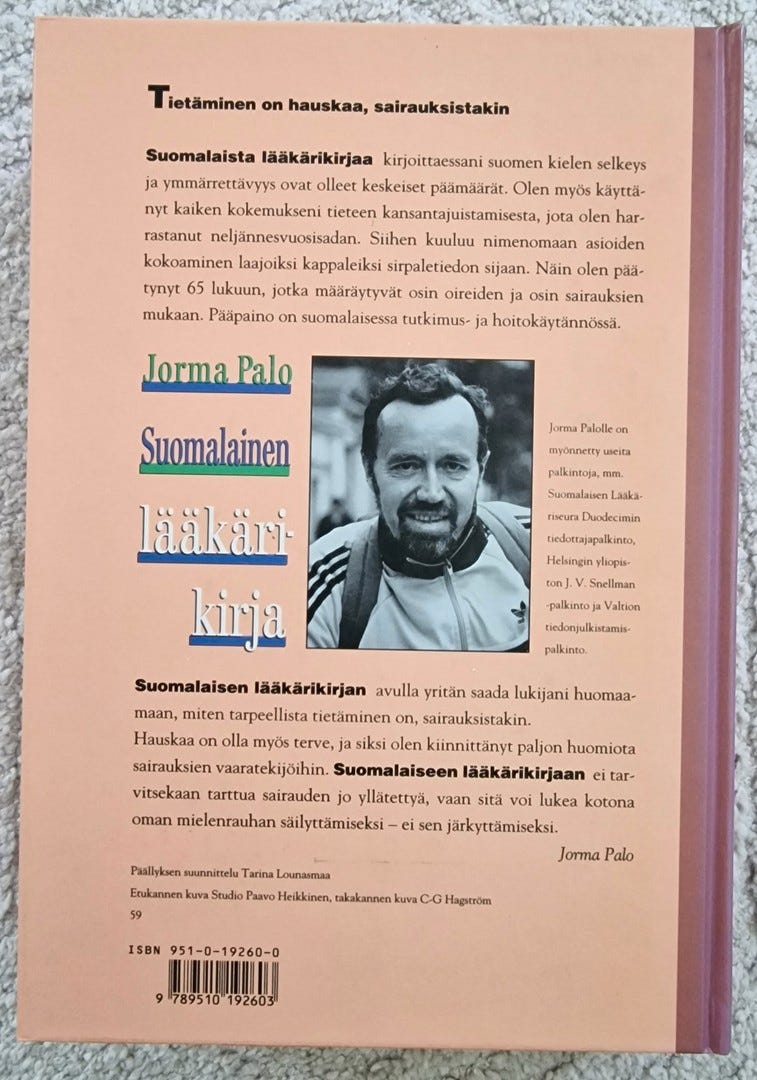 Tietäminen on hauskaa, sairauksistakin
Suomalaista lääkärikirjaa kirjoittaessani suomen kielen selkeys
ja ymmärrettävyys ovat olleet keskeiset päämäärät. Olen myös käyttä-
nyt kaiken kokemukseni tieteen kansantajuistamisesta, jota olen har-
rastanut neljännesvuosisadan. Siihen kuuluu nimenomaan asioiden
kokoaminen laajoiksi kappaleiksi sirpaletiedon sijaan. Näin olen pää-
tynyt 65 lukuun, jotka määräytyvät osin oireiden ja osin sairauksien
mukaan. Pääpaino on suomalaisessa tutkimus- ja hoitokäytännössä.
Jorma Palo
Suomalainen
lääkäri-
kirja
Jorma Palolle on
myönnetty useita
palkintoja, mm.
Suomalaisen Lääkä-
riseura Duodecimin
tiedottajapalkinto,
Helsingin yliopis-
ton J. V. Snellman
-palkinto ja Valtion
tiedonjulkistamis-
palkinto.
Suomalaisen lääkärikirjan avulla yritän saada lukijani huomaa-
maan, miten tarpeellista tietäminen on, sairauksistakin.
Hauskaa on olla myös terve, ja siksi olen kiinnittänyt paljon huomiota
sairauksien vaaratekijöihin. Suomalaiseen lääkärikirjaan ei tar-
vitsekaan tarttua sairauden jo yllätettyä, vaan sitä voi lukea kotona
oman mielenrauhan säilyttämiseksi – ei sen järkyttämiseksi.
Jorma Palo
Päällyksen suunnittelu Tarina Lounasmaa
Etukannen kuva Studio Paavo Heikkinen, takakannen kuva C-G Hagström
59
ISBN 951-0-19260-0
9 789510 192603